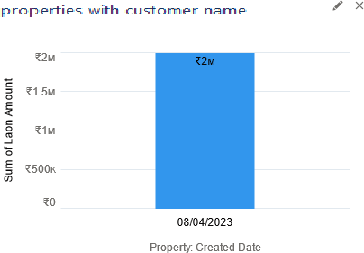 properties with customer name
₹2M
₹2M
₹1.5M
₹1M
₹500K
₹0
Sum of Laon Amount
08/04/2023
Property: Created Date